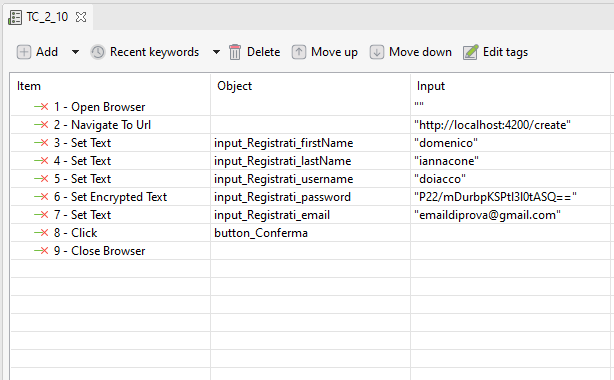 TC_2_10
Add Recent keywords Delete Move up Move down Edit tags
Item Object Input
1 - Open Browser ""
2 - Navigate To Url "http://localhost:4200/create"
3 - Set Text input_Registrati_firstName "domenico"
4 - Set Text input_Registrati_lastName "iannacone"
5 - Set Text input_Registrati_username "doiacco"
6 - Set Encrypted Text input_Registrati_password "P22/mDurbpKSPtI3I0tASQ=="
7 - Set Text input_Registrati_email "emaildiprova@gmail.com"
8 - Click button_Conferma
9 - Close Browser